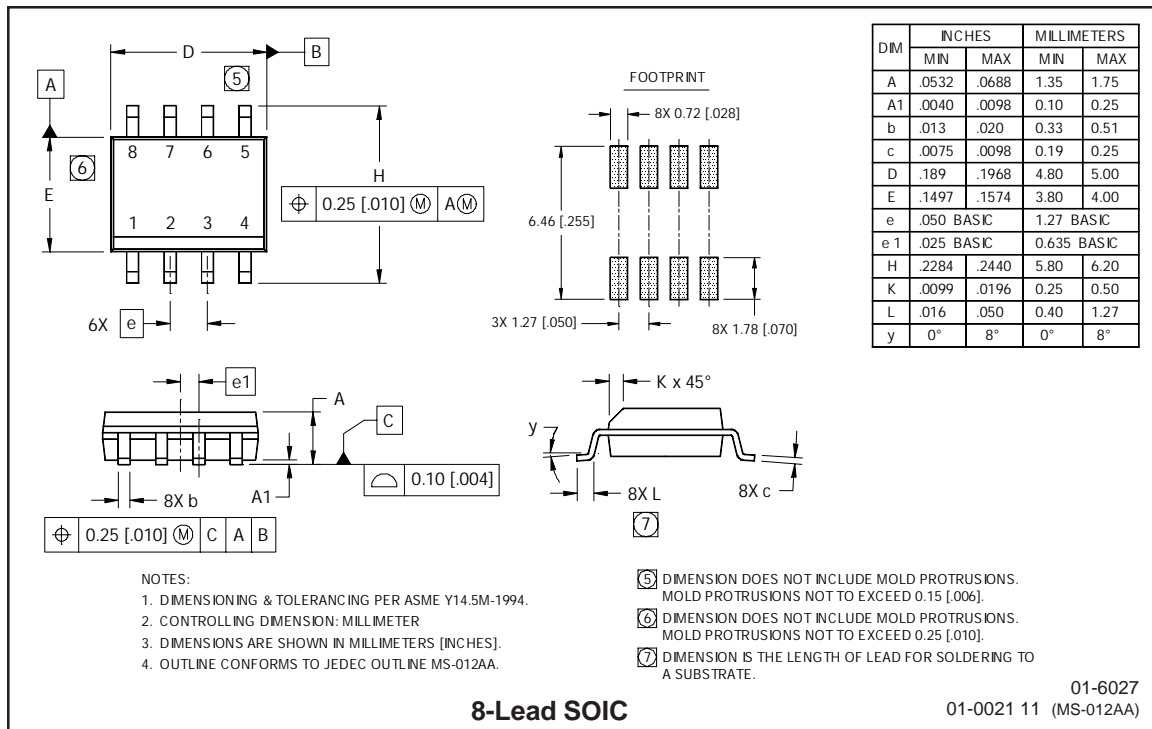 D
B
5
A
8 7 6 5
6
E
H
⌖ 0.25 [.010] Ⓜ AⓂ
1 2 3 4
6X e
FOOTPRINT
8X 0.72 [.028]
6.46 [.255]
3X 1.27 [.050]
8X 1.78 [.070]
DIM INCHES MILLIMETERS
MIN MAX MIN MAX
A .0532 .0688 1.35 1.75
A1 .0040 .0098 0.10 0.25
b .013 .020 0.33 0.51
c .0075 .0098 0.19 0.25
D .189 .1968 4.80 5.00
E .1497 .1574 3.80 4.00
e .050 BASIC 1.27 BASIC
e 1 .025 BASIC 0.635 BASIC
H .2284 .2440 5.80 6.20
K .0099 .0196 0.25 0.50
L .016 .050 0.40 1.27
y 0° 8° 0° 8°
e1
A
C
0.10 [.004]
A1
8X b
⌖ 0.25 [.010] Ⓜ C A B
K x 45°
y
8X L
7
8X c
NOTES:
1. DIMENSIONING & TOLERANCING PER ASME Y14.5M-1994.
2. CONTROLLING DIMENSION: MILLIMETER
3. DIMENSIONS ARE SHOWN IN MILLIMETERS [INCHES].
4. OUTLINE CONFORMS TO JEDEC OUTLINE MS-012AA.
5 DIMENSION DOES NOT INCLUDE MOLD PROTRUSIONS.
MOLD PROTRUSIONS NOT TO EXCEED 0.15 [.006].
6 DIMENSION DOES NOT INCLUDE MOLD PROTRUSIONS.
MOLD PROTRUSIONS NOT TO EXCEED 0.25 [.010].
7 DIMENSION IS THE LENGTH OF LEAD FOR SOLDERING TO
A SUBSTRATE.
8-Lead SOIC
01-6027
01-0021 11 (MS-012AA)